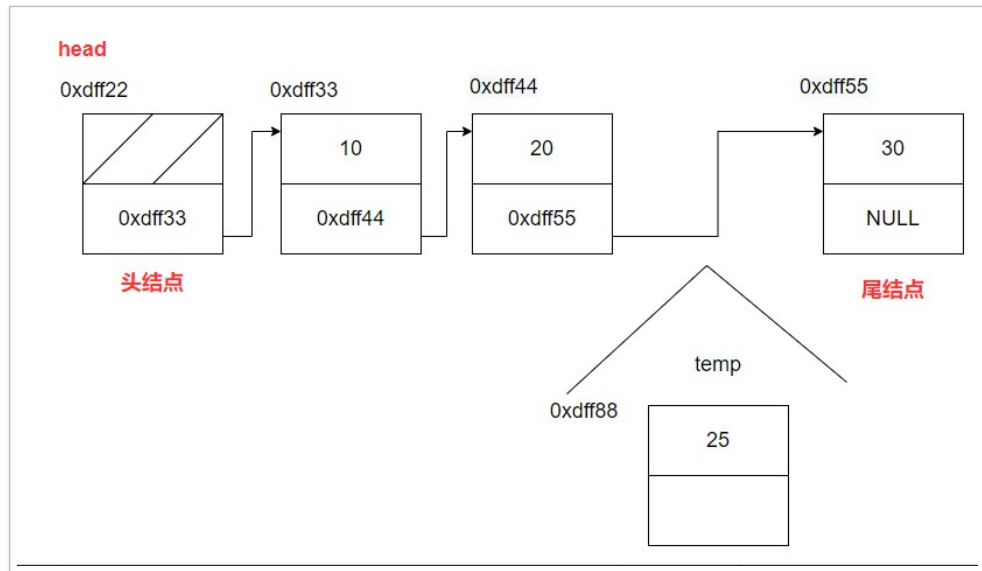 head
0xdff22 0xdff33 0xdff44 0xdff55
10 20 30
0xdff33 0xdff44 0xdff55 NULL
头结点 尾结点
temp
0xdff88
25